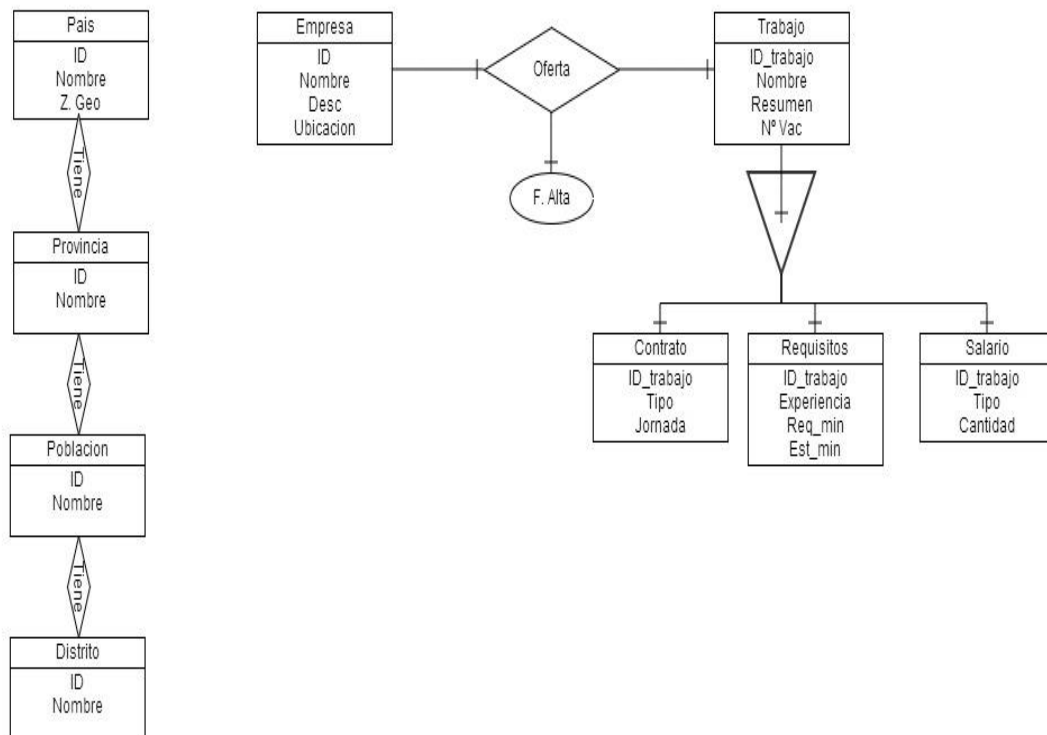 Pais
ID
Nombre
Z. Geo
Tiene
Provincia
ID
Nombre
Tiene
Poblacion
ID
Nombre
Tiene
Distrito
ID
Nombre
Empresa
ID
Nombre
Desc
Ubicacion
Oferta
F. Alta
Trabajo
ID_trabajo
Nombre
Resumen
Nº Vac
Contrato
ID_trabajo
Tipo
Jornada
Requisitos
ID_trabajo
Experiencia
Req_min
Est_min
Salario
ID_trabajo
Tipo
Cantidad